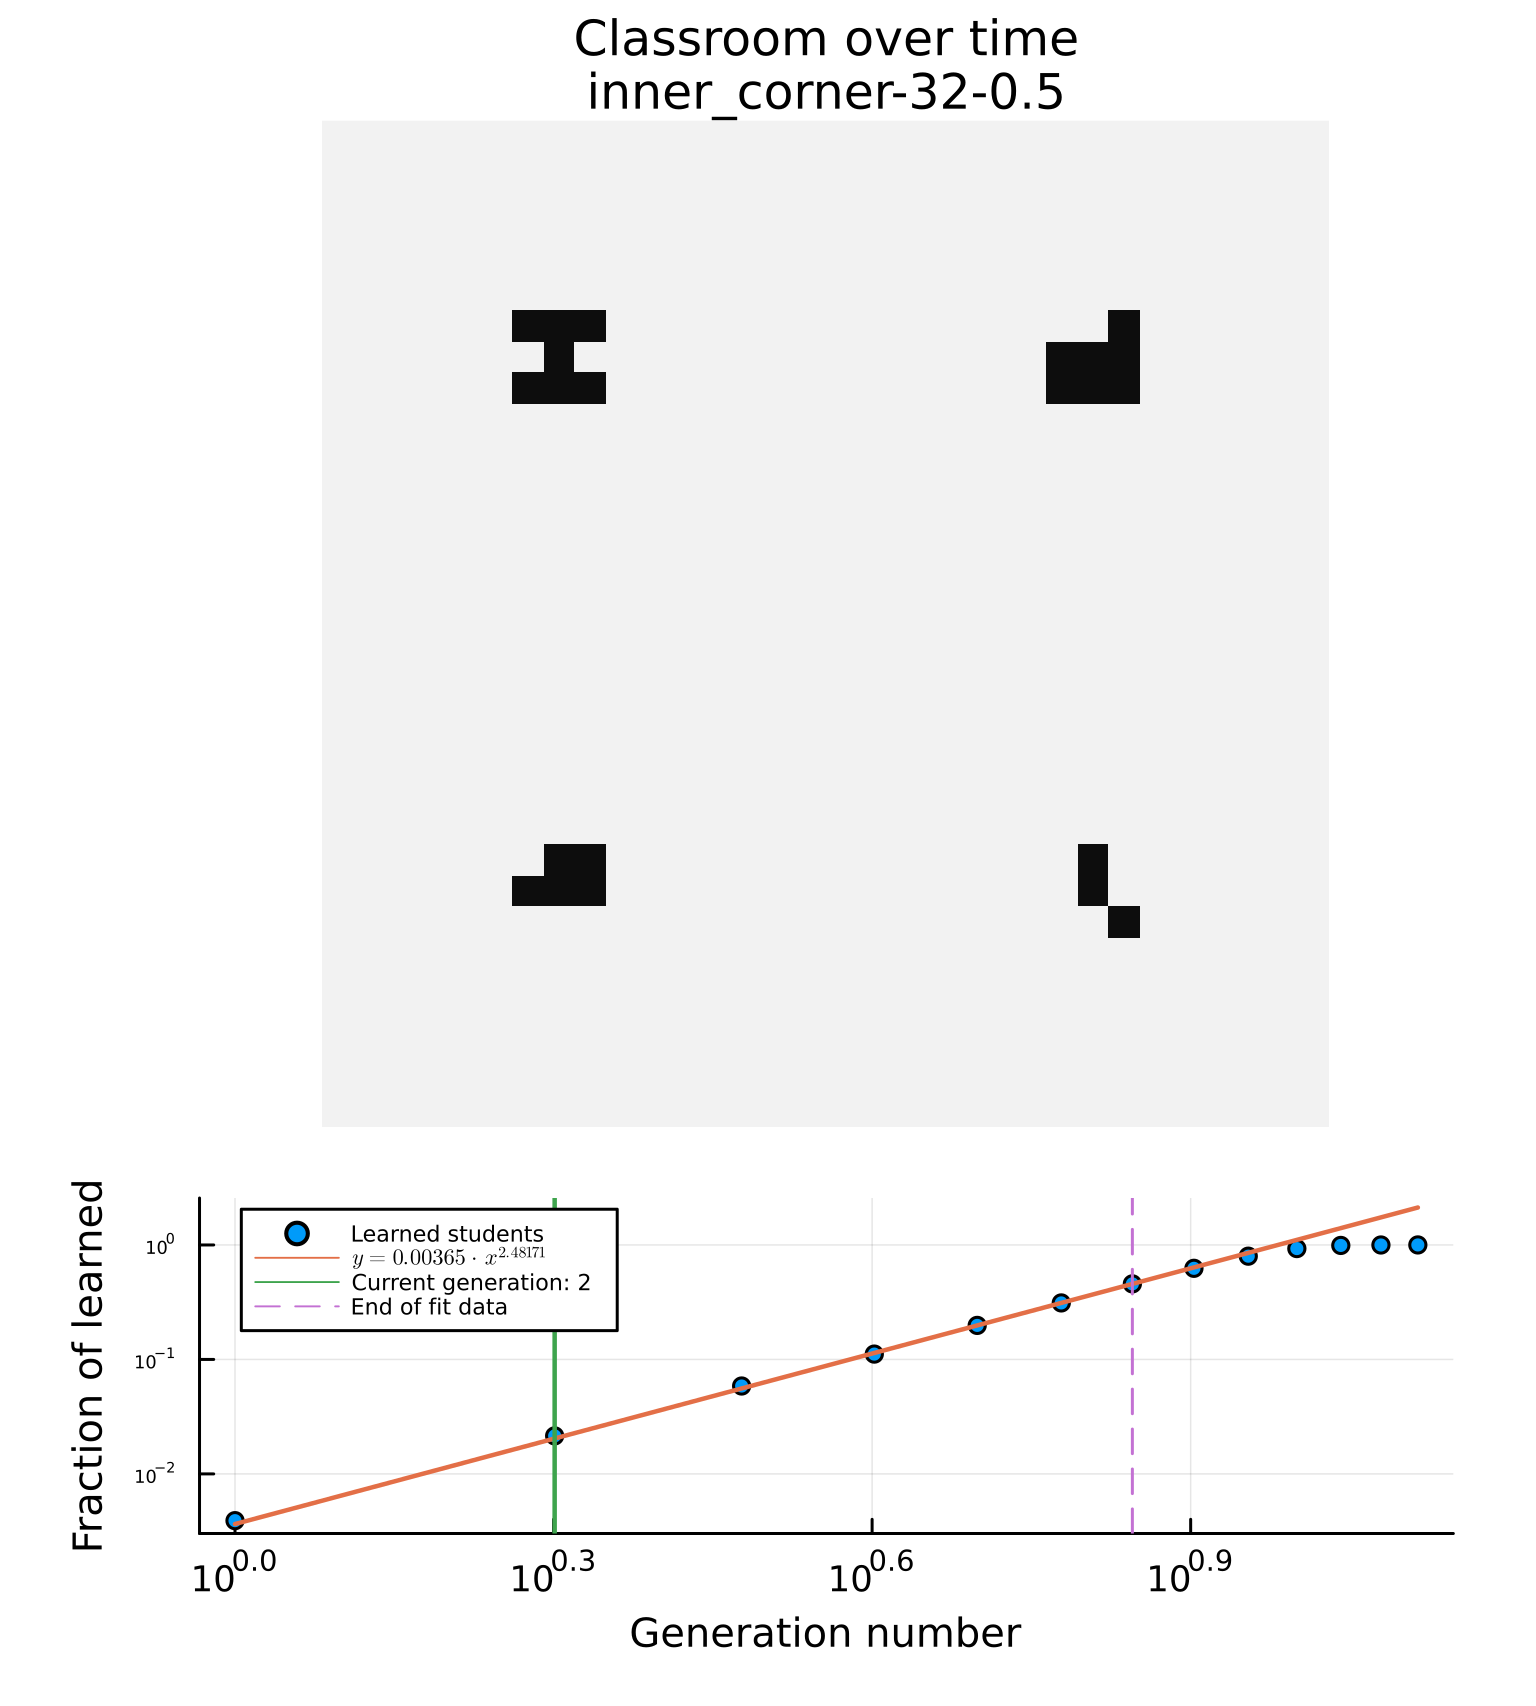 Classroom over time
inner_corner-32-0.5
Fraction of learned
10^0
10^-1
10^-2
Learned students
y = 0.00365 · x^2.48171
Current generation: 2
End of fit data
10^0.0 10^0.3 10^0.6 10^0.9
Generation number